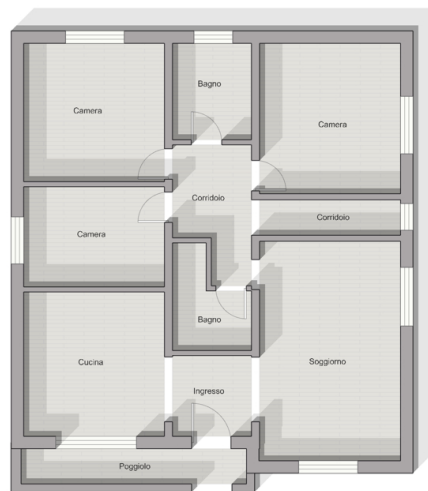 Bagno
Camera
Camera
Corridoio
Corridoio
Camera
Bagno
Cucina
Soggiorno
Ingresso
Poggiolo